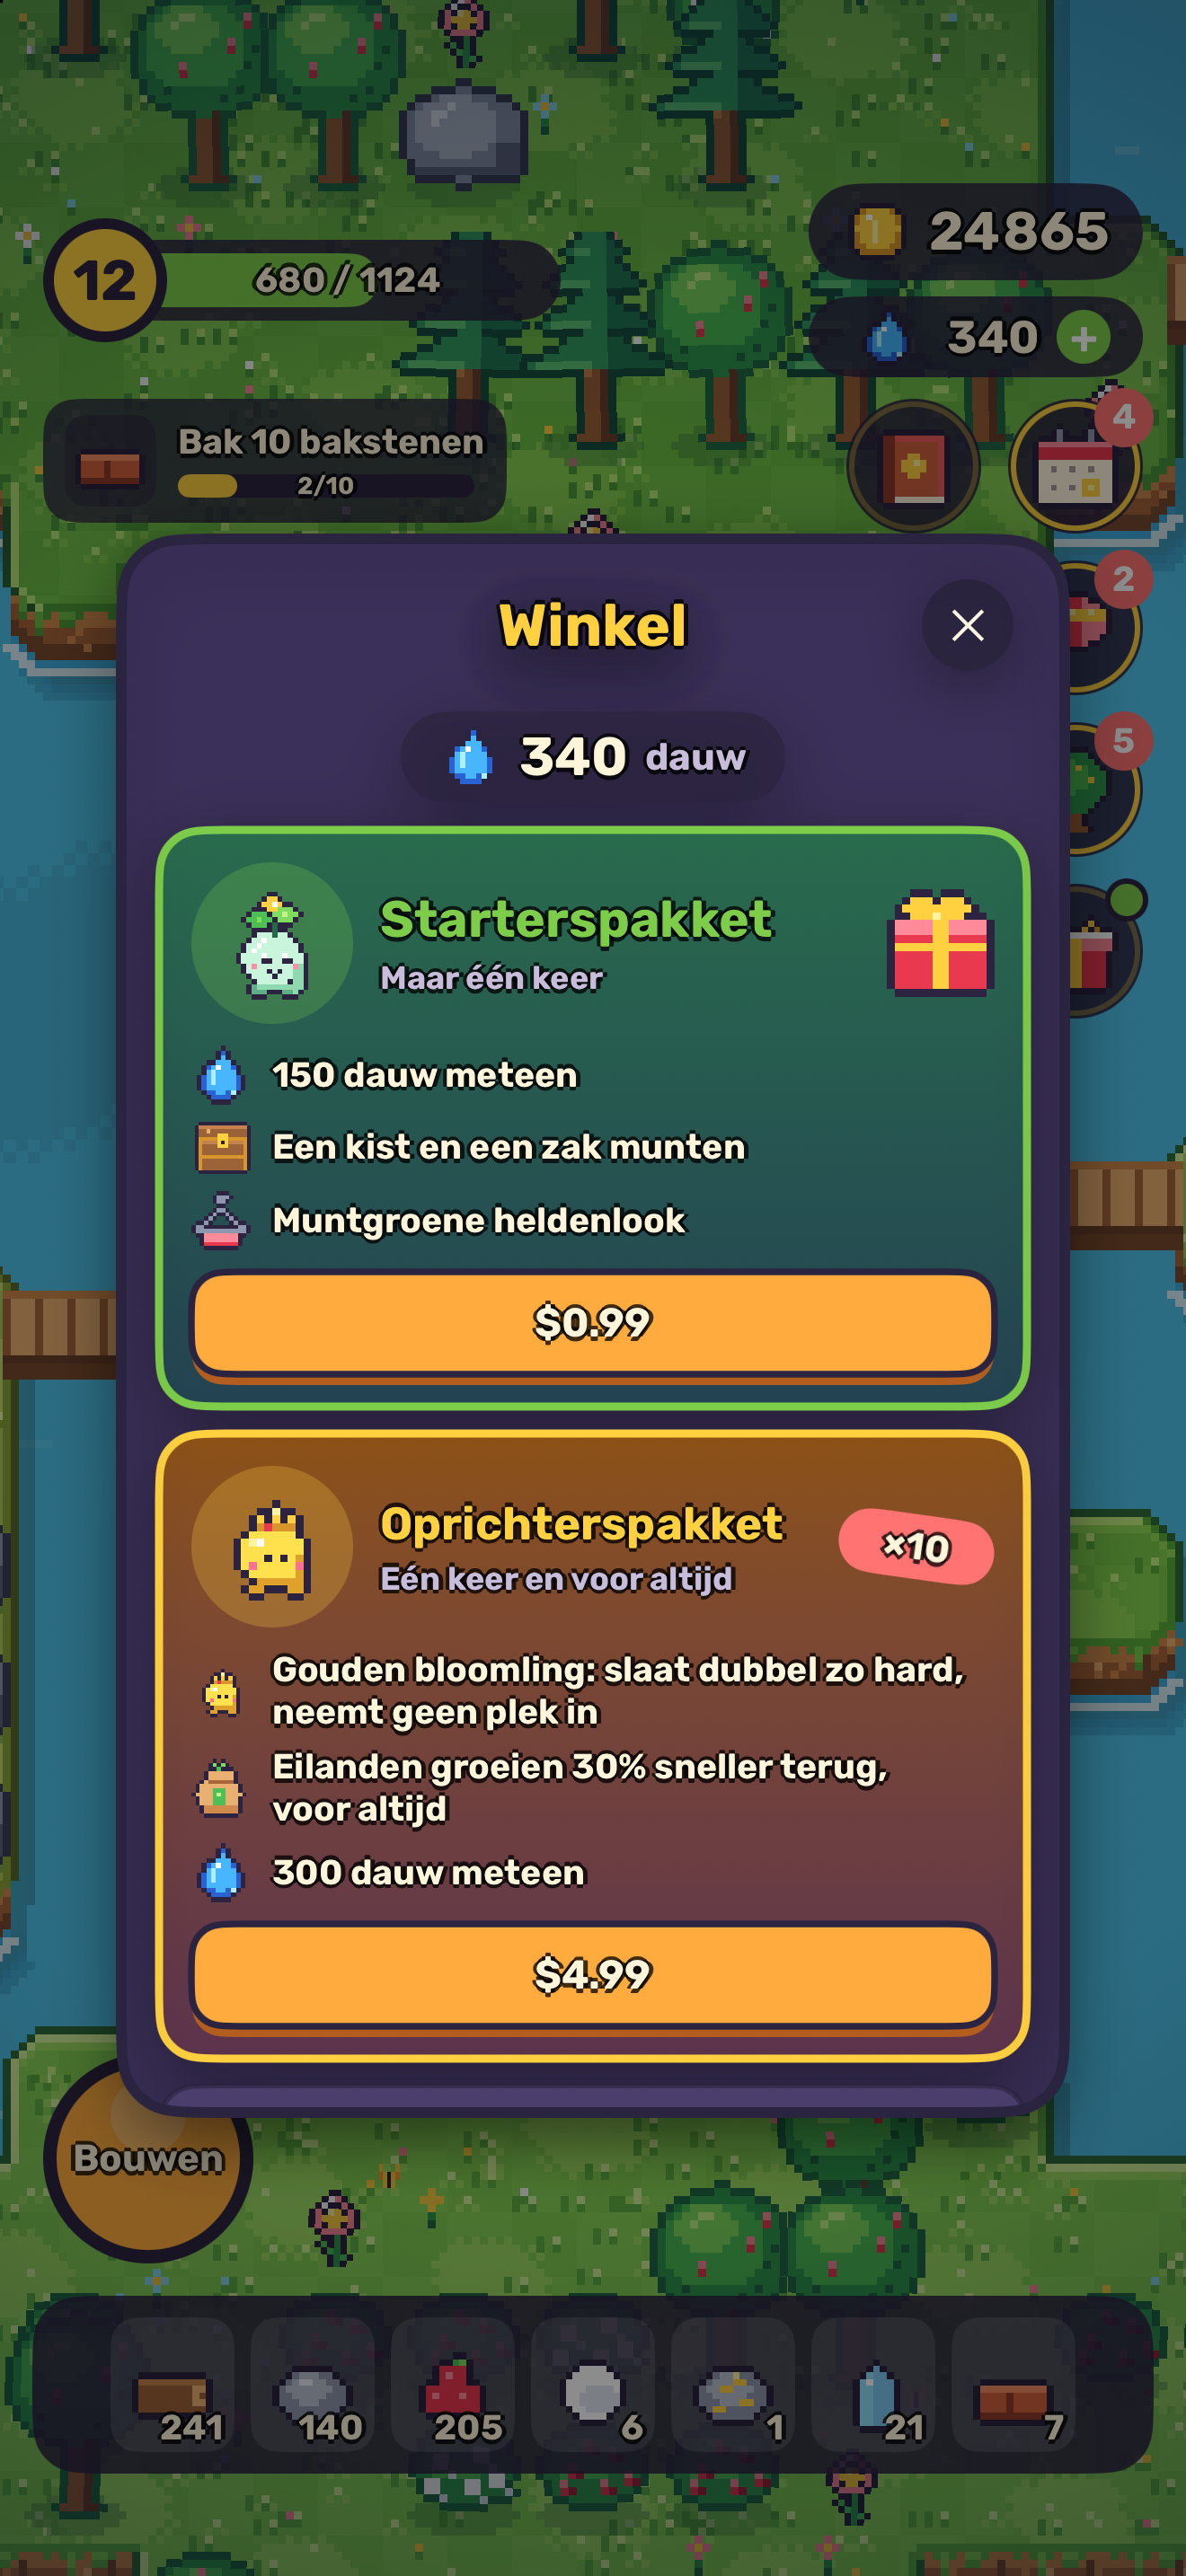 24865
12
680 / 1124
340
Bak 10 bakstenen
2/10
4
2
5
Winkel
340 dauw
Starterspakket
Maar één keer
150 dauw meteen
Een kist en een zak munten
Muntgroene heldenlook
$0.99
Oprichterspakket
Eén keer en voor altijd
×10
Gouden bloomling: slaat dubbel zo hard,
neemt geen plek in
Eilanden groeien 30% sneller terug,
voor altijd
300 dauw meteen
$4.99
Bouwen
241
140
205
6
1
21
7